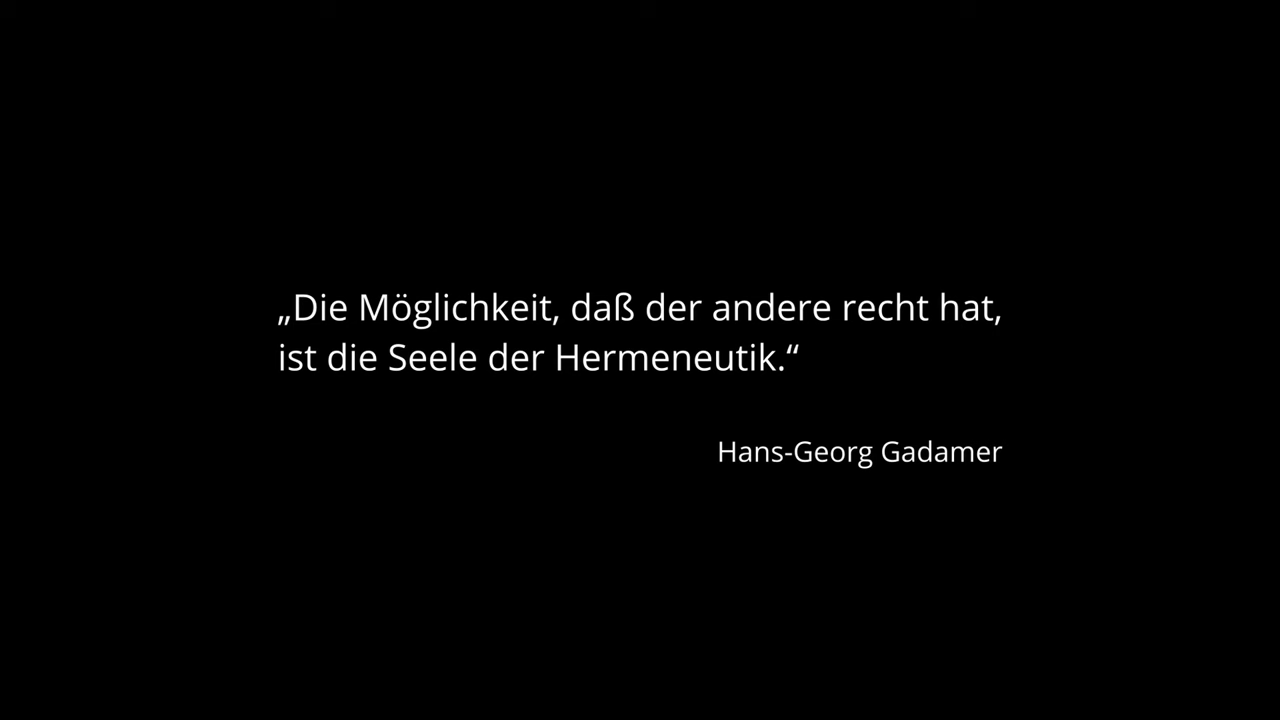 „Die Möglichkeit, daß der andere recht hat,
ist die Seele der Hermeneutik.“
Hans-Georg Gadamer